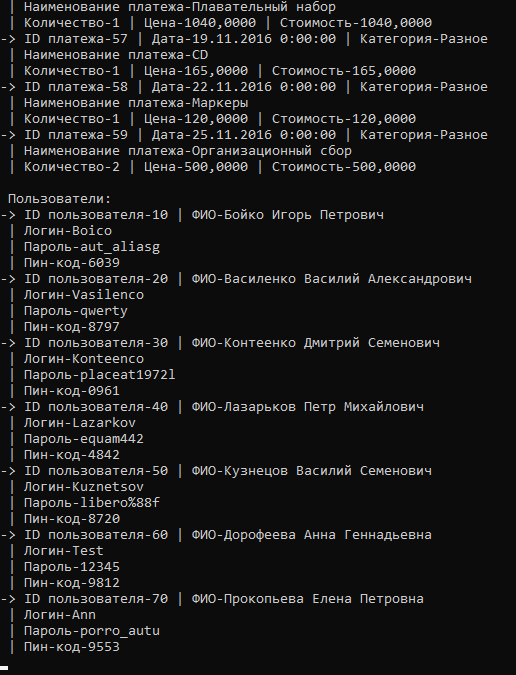 | Наименование платежа-Плавательный набор
| Количество-1 | Цена-1040,0000 | Стоимость-1040,0000
-> ID платежа-57 | Дата-19.11.2016 0:00:00 | Категория-Разное
| Наименование платежа-CD
| Количество-1 | Цена-165,0000 | Стоимость-165,0000
-> ID платежа-58 | Дата-22.11.2016 0:00:00 | Категория-Разное
| Наименование платежа-Маркеры
| Количество-1 | Цена-120,0000 | Стоимость-120,0000
-> ID платежа-59 | Дата-25.11.2016 0:00:00 | Категория-Разное
| Наименование платежа-Организационный сбор
| Количество-2 | Цена-500,0000 | Стоимость-500,0000
Пользователи:
-> ID пользователя-10 | ФИО-Бойко Игорь Петрович
| Логин-Boico
| Пароль-aut_aliasg
| Пин-код-6039
-> ID пользователя-20 | ФИО-Василенко Василий Александрович
| Логин-Vasilenco
| Пароль-qwerty
| Пин-код-8797
-> ID пользователя-30 | ФИО-Контеенко Дмитрий Семенович
| Логин-Konteenco
| Пароль-placeat1972l
| Пин-код-0961
-> ID пользователя-40 | ФИО-Лазарьков Петр Михайлович
| Логин-Lazarkov
| Пароль-equam442
| Пин-код-4842
-> ID пользователя-50 | ФИО-Кузнецов Василий Семенович
| Логин-Kuznetsov
| Пароль-libero%88f
| Пин-код-8720
-> ID пользователя-60 | ФИО-Дорофеева Анна Геннадьевна
| Логин-Test
| Пароль-12345
| Пин-код-9812
-> ID пользователя-70 | ФИО-Прокопьева Елена Петровна
| Логин-Ann
| Пароль-porro_autu
| Пин-код-9553